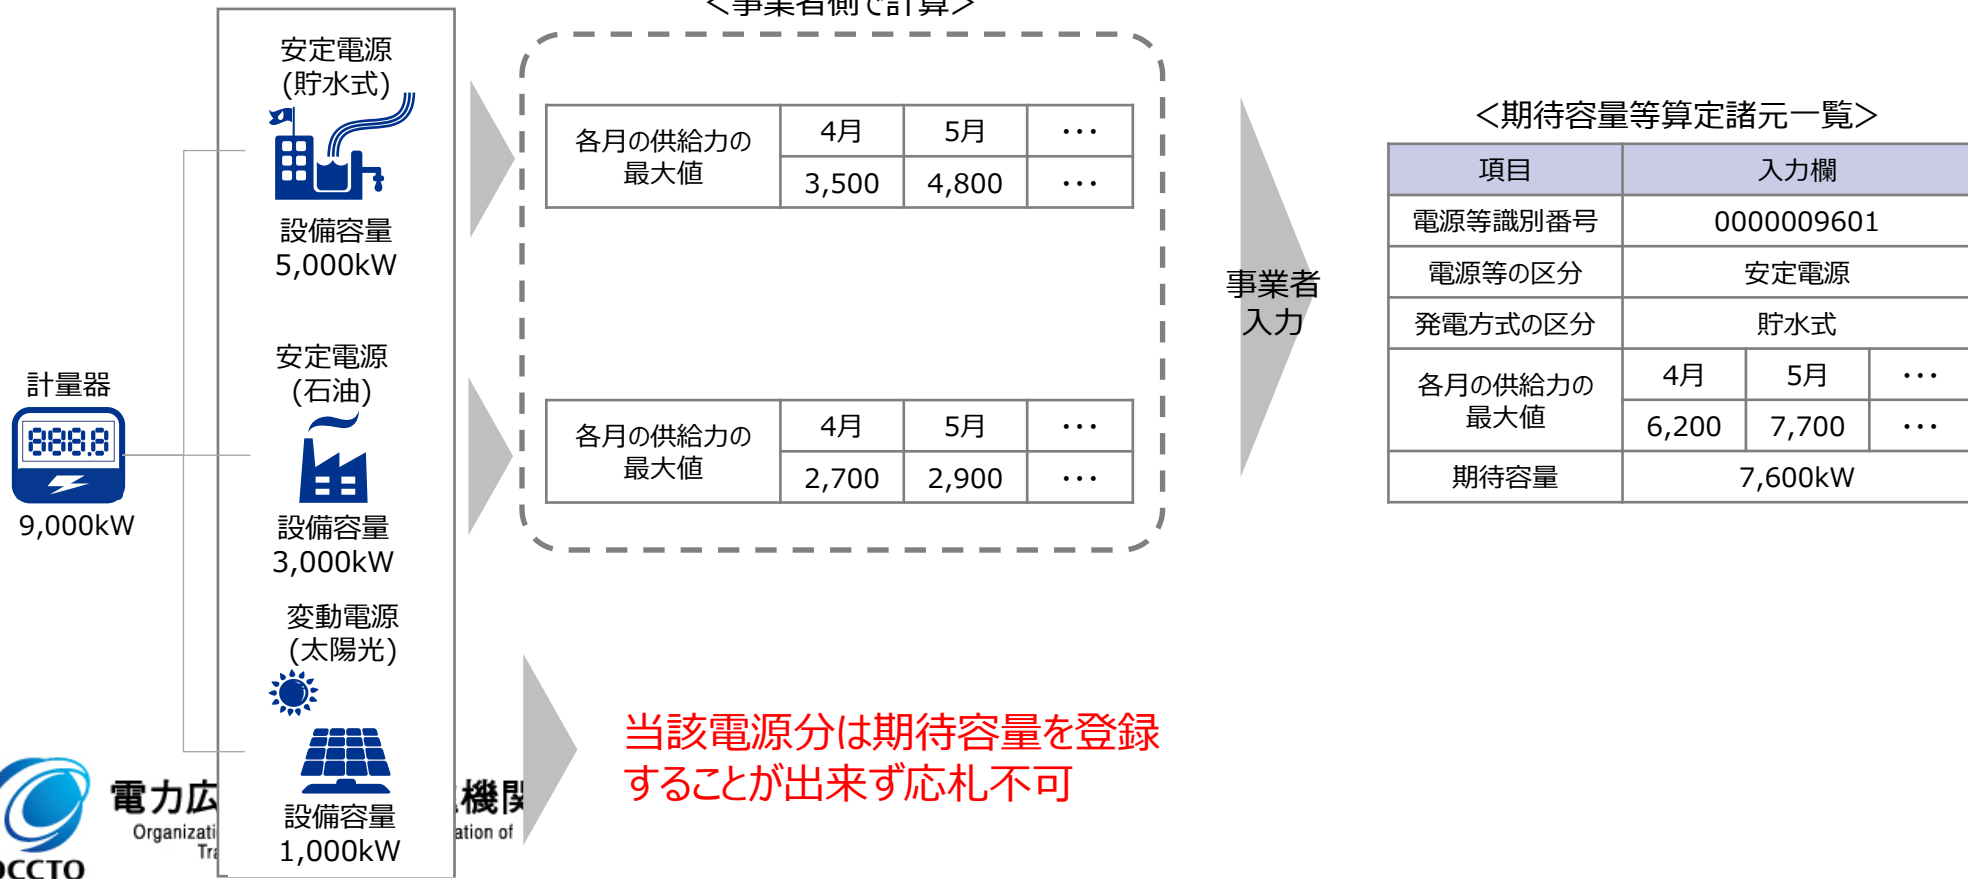 <事業者側で計算>
安定電源
(貯水式)
設備容量
5,000kW
各月の供給力の
最大値
4月
5月
・・・
3,500
4,800
・・・
安定電源
(石油)
設備容量
3,000kW
各月の供給力の
最大値
4月
5月
・・・
2,700
2,900
・・・
計量器
8888
9,000kW
変動電源
(太陽光)
設備容量
1,000kW
当該電源分は期待容量を登録
することが出来ず応札不可
事業者
入力
<期待容量等算定諸元一覧>
項目
入力欄
電源等識別番号
0000009601
電源等の区分
安定電源
発電方式の区分
貯水式
各月の供給力の
最大値
4月
5月
・・・
6,200
7,700
・・・
期待容量
7,600kW
電力広
機関
ation of
OCCTO